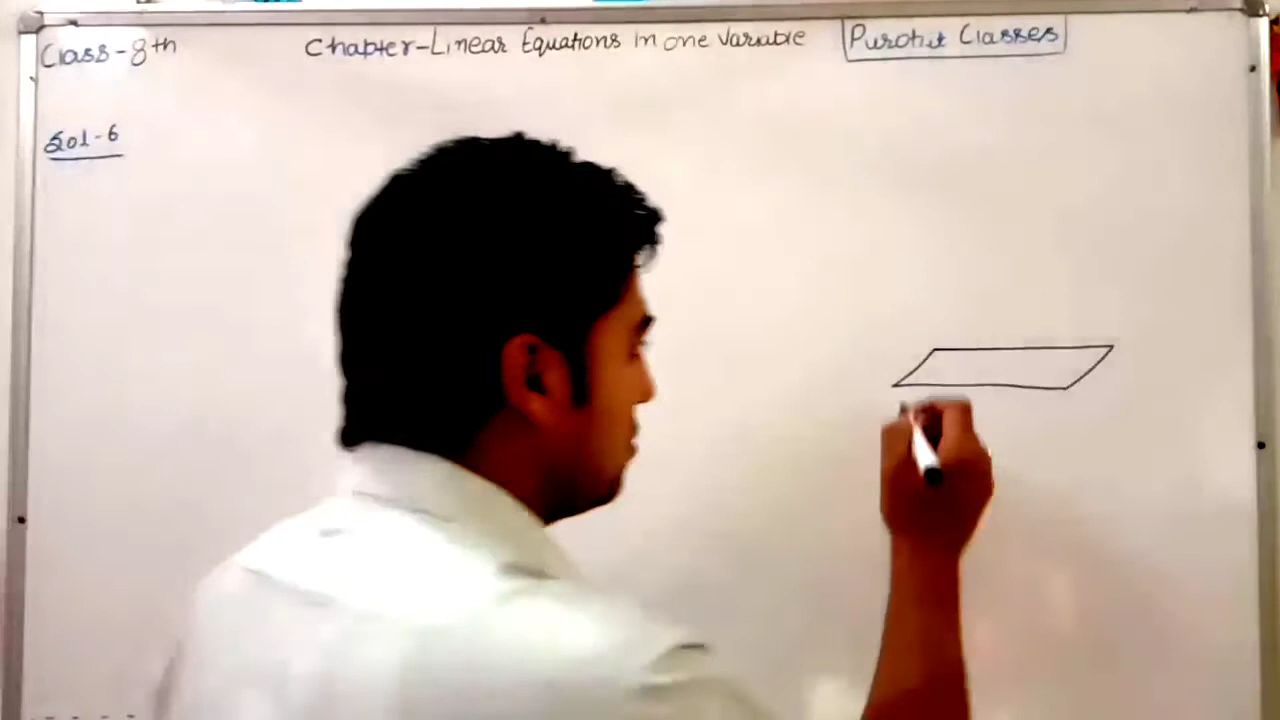 Class-8th
Chapter-Linear Equations in one Variable
Purohit Classes
Sol-6